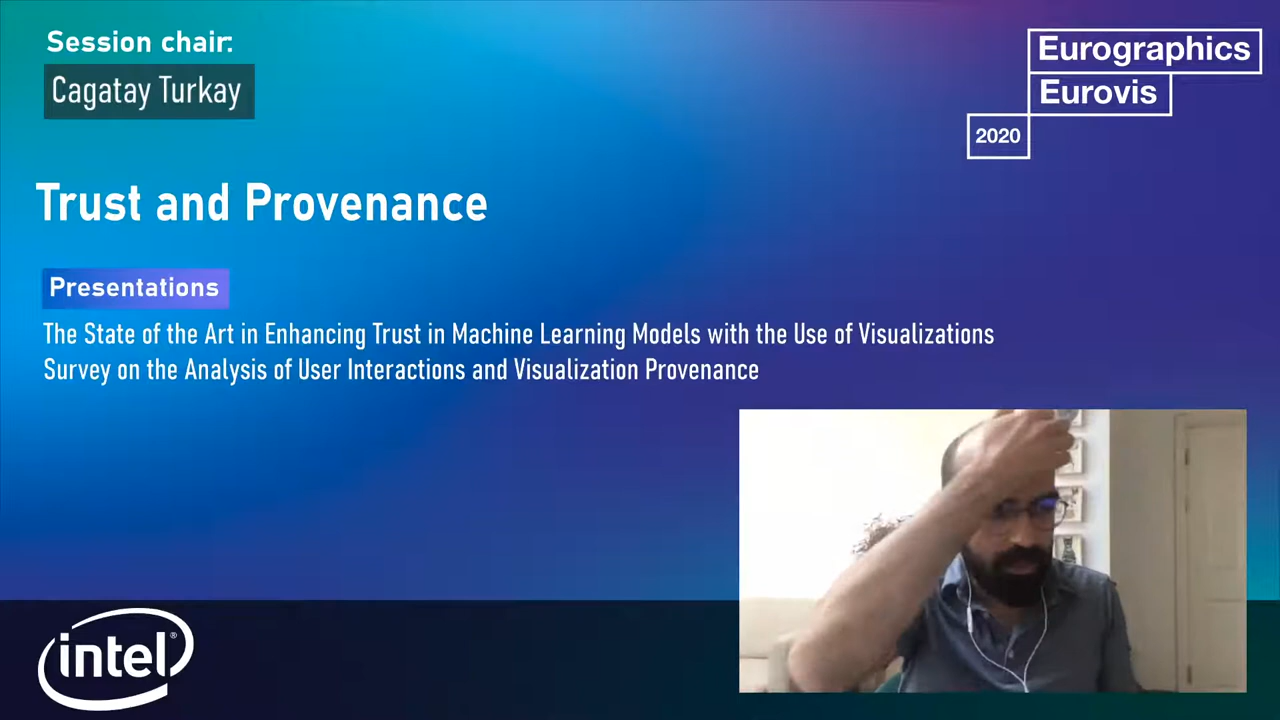 Session chair:
Cagatay Turkay
Eurographics
Eurovis
2020
Trust and Provenance
Presentations
The State of the Art in Enhancing Trust in Machine Learning Models with the Use of Visualizations
Survey on the Analysis of User Interactions and Visualization Provenance
intel®